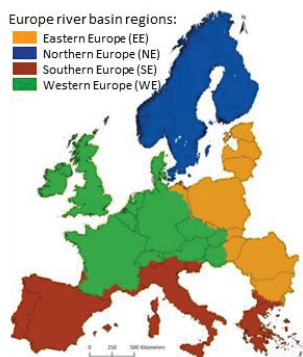 Europe river basin regions:
Eastern Europe (EE)
Northern Europe (NE)
Southern Europe (SE)
Western Europe (WE)
N
0 250 500 Kilometers